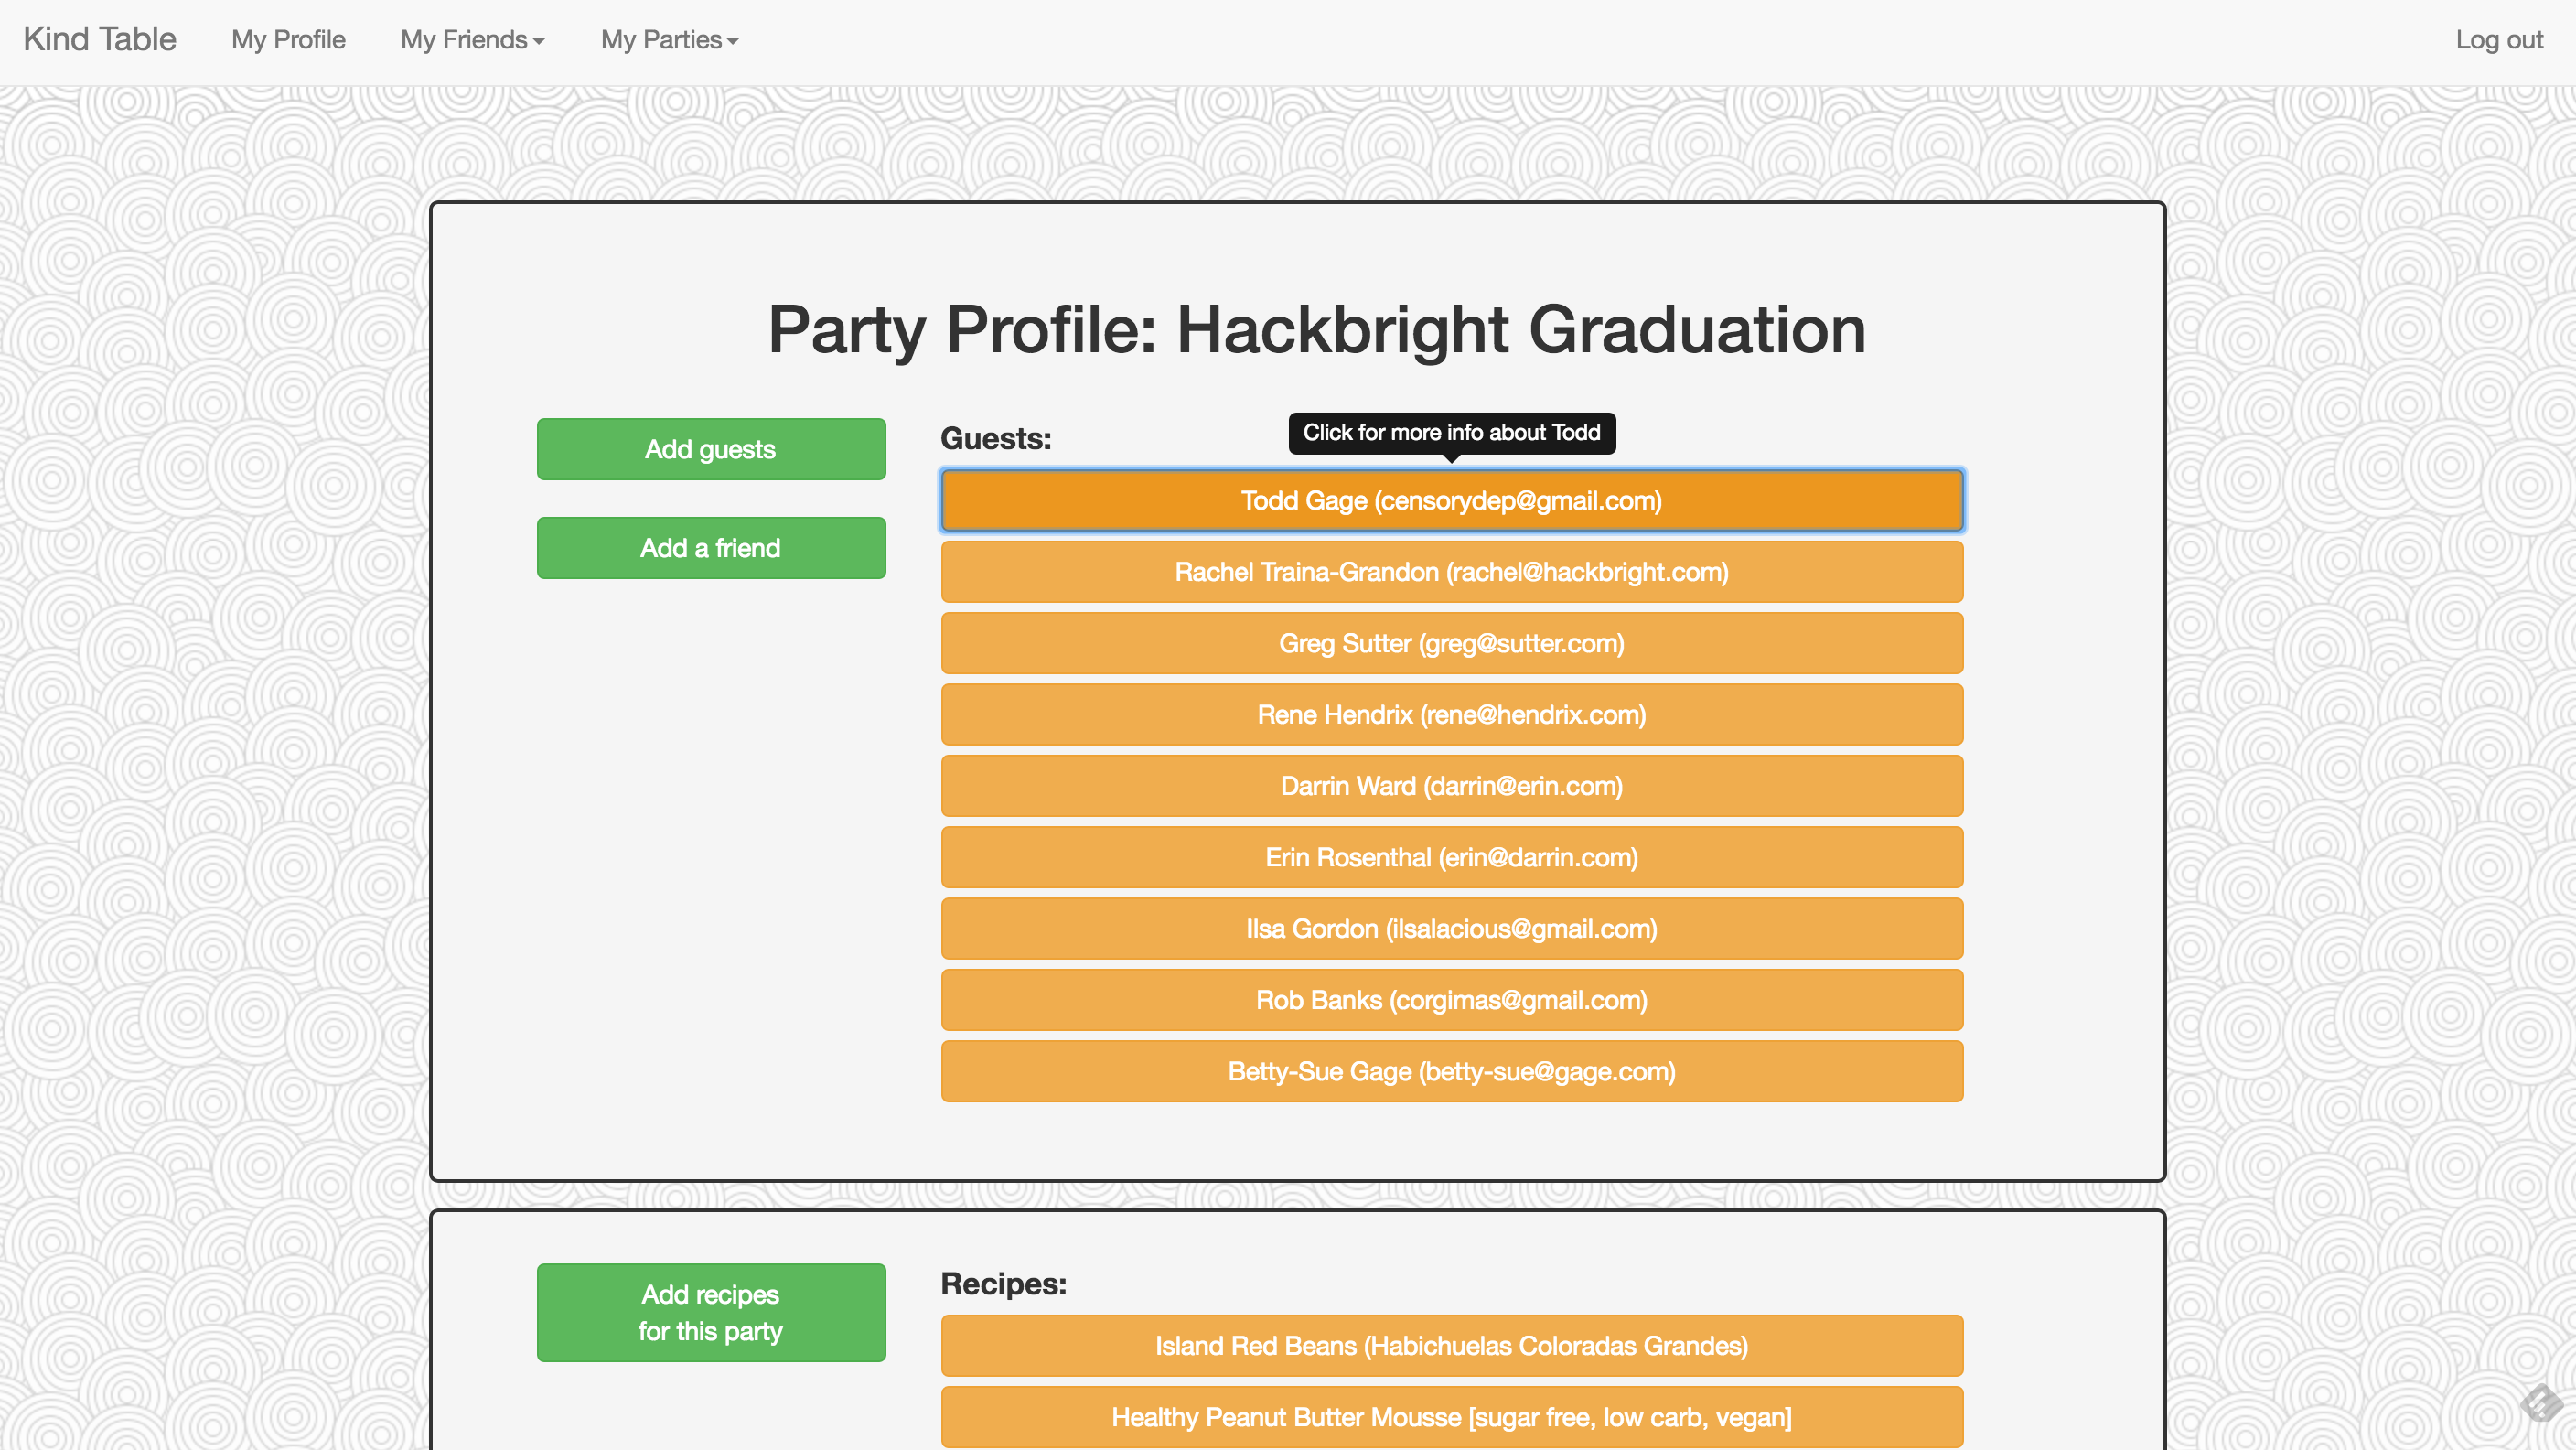 Kind Table
My Profile
My Friends
My Parties
Log out
Party Profile: Hackbright Graduation
Add guests
Add a friend
Guests:
Click for more info about Todd
Todd Gage (censorydep@gmail.com)
Rachel Traina-Grandon (rachel@hackbright.com)
Greg Sutter (greg@sutter.com)
Rene Hendrix (rene@hendrix.com)
Darrin Ward (darrin@erin.com)
Erin Rosenthal (erin@darrin.com)
Ilsa Gordon (ilsalacious@gmail.com)
Rob Banks (corgimas@gmail.com)
Betty-Sue Gage (betty-sue@gage.com)
Add recipes
for this party
Recipes:
Island Red Beans (Habichuelas Coloradas Grandes)
Healthy Peanut Butter Mousse [sugar free, low carb, vegan]